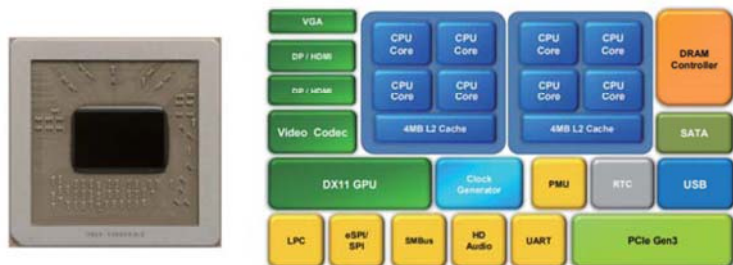 VGA
DP / HDMI
DP / HDMI
Video Codec
CPU
Core
CPU
Core
CPU
Core
CPU
Core
4MB L2 Cache
CPU
Core
CPU
Core
CPU
Core
CPU
Core
4MB L2 Cache
DRAM
Controller
SATA
DX11 GPU
Clock
Generator
PMU
RTC
USB
LPC
eSPI/
SPI
SMBus
HD
Audio
UART
PCIe Gen3